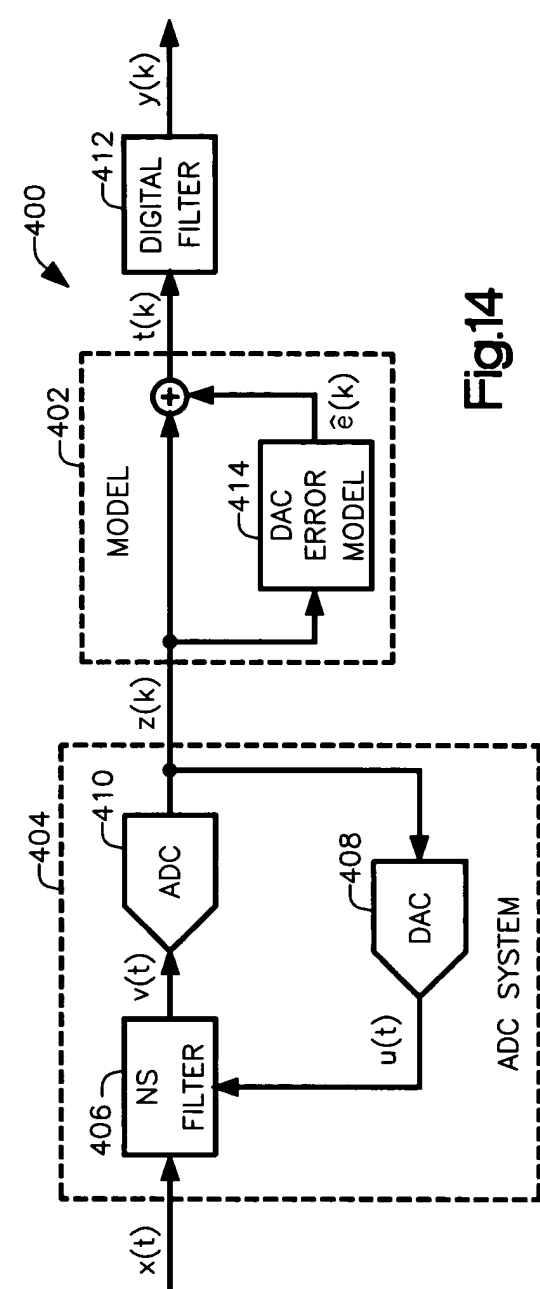 400
404
402
x(t)
406
NS
FILTER
v(t)
410
ADC
z(k)
MODEL
t(k)
412
DIGITAL
FILTER
y(k)
u(t)
408
DAC
414
DAC
ERROR
MODEL
ê(k)
ADC SYSTEM
Fig.14